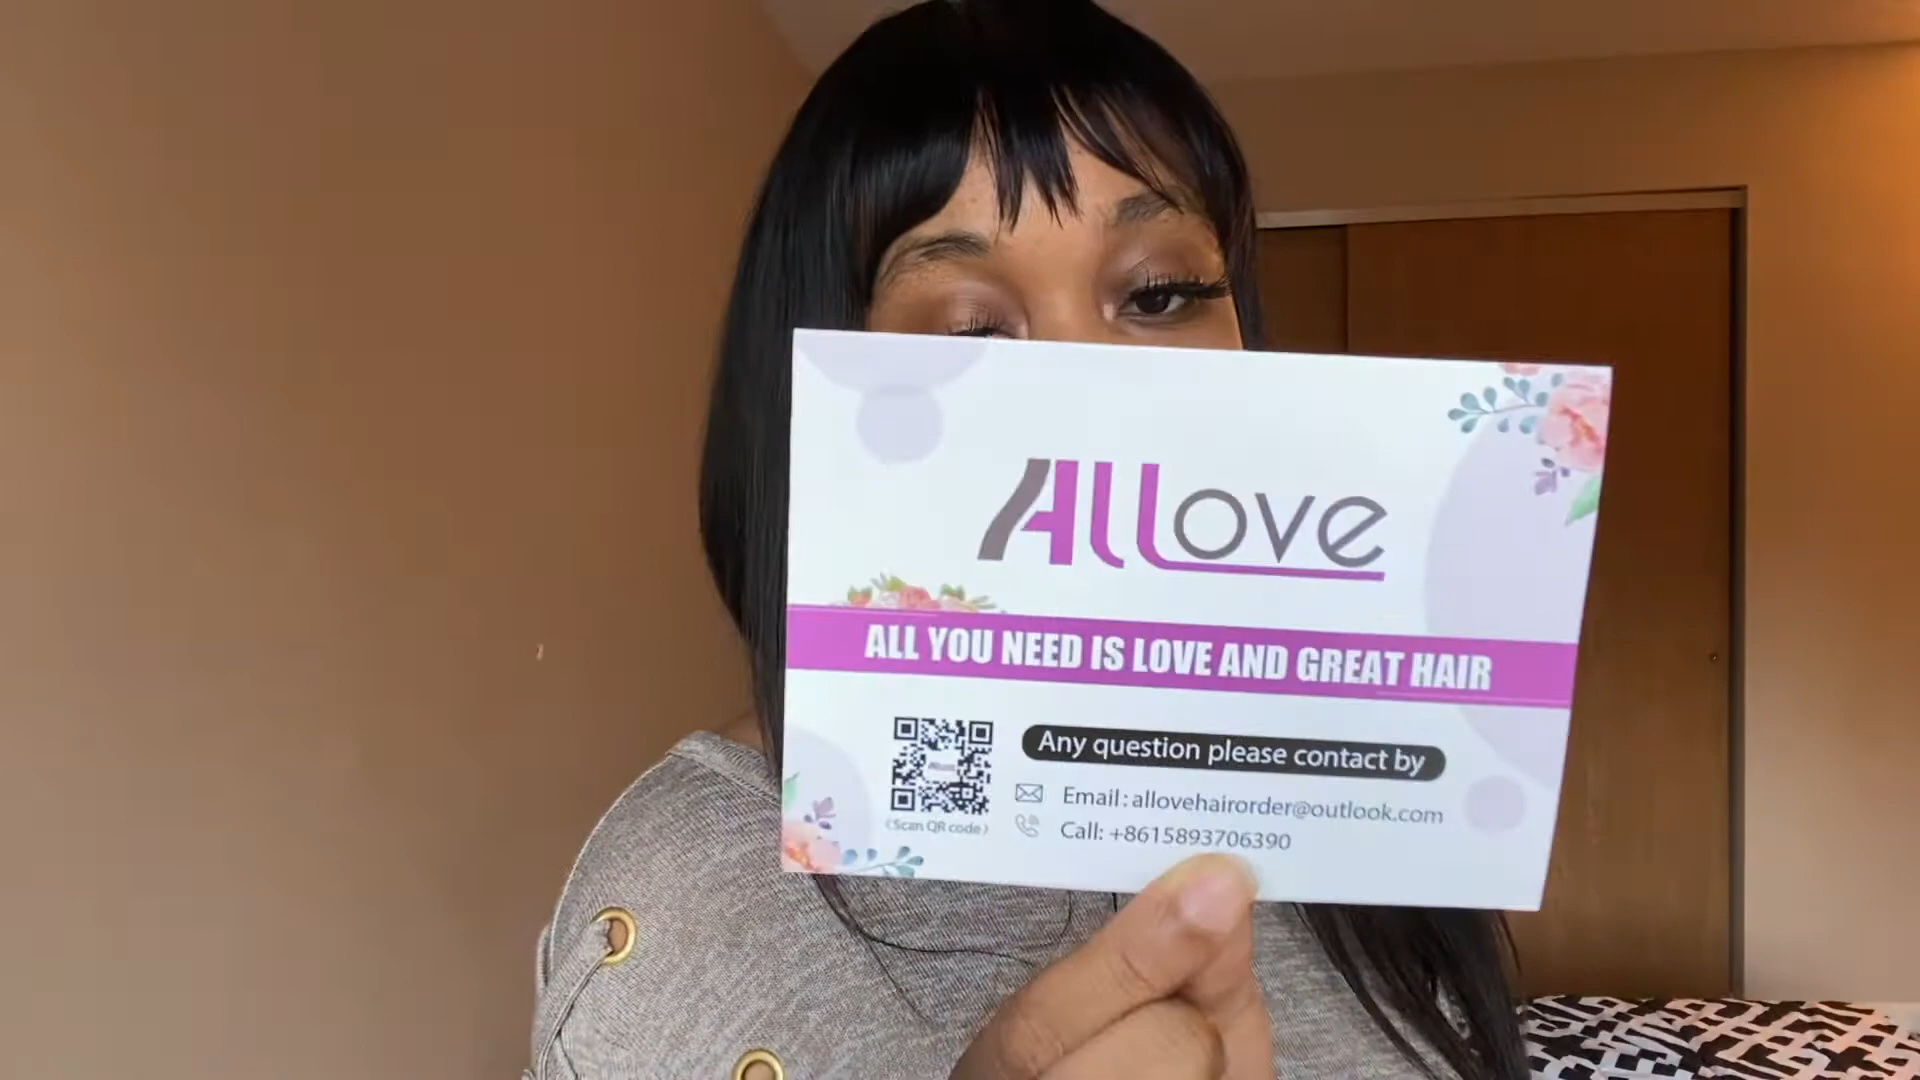 ALLove
ALL YOU NEED IS LOVE AND GREAT HAIR
Any question please contact by
Email: allovehairorder@outlook.com
Call: +8615893706390
(Scan QR code)